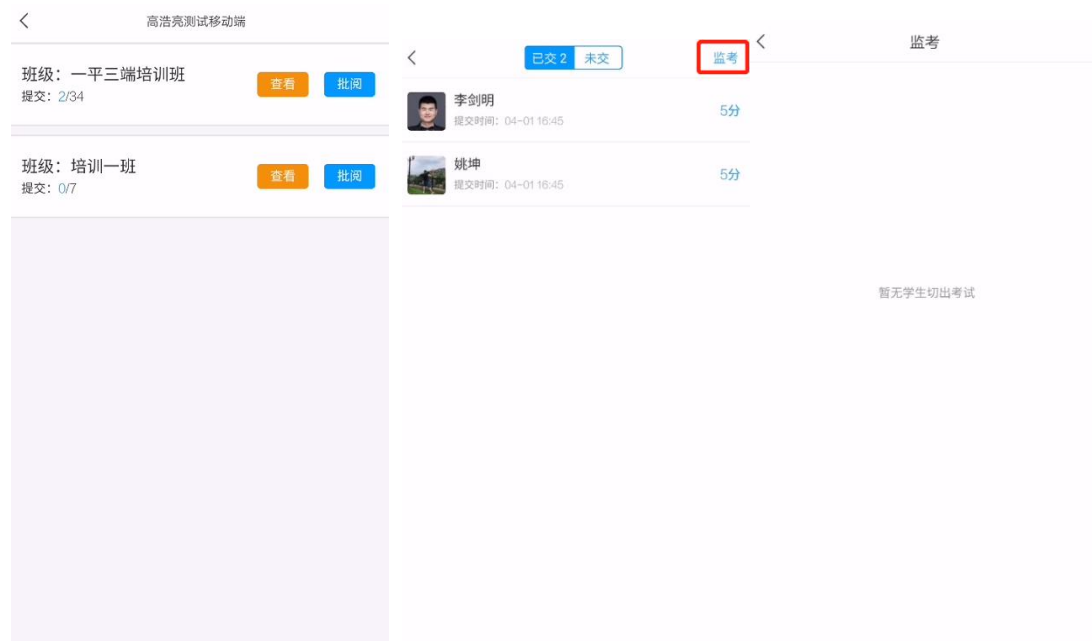 高浩亮测试移动端
班级：一平三端培训班
提交：2/34
查看
批阅
班级：培训一班
提交：0/7
查看
批阅
已交 2
未交
监考
李剑明
提交时间：04-01 16:45
5分
姚坤
提交时间：04-01 16:45
5分
监考
暂无学生切出考试